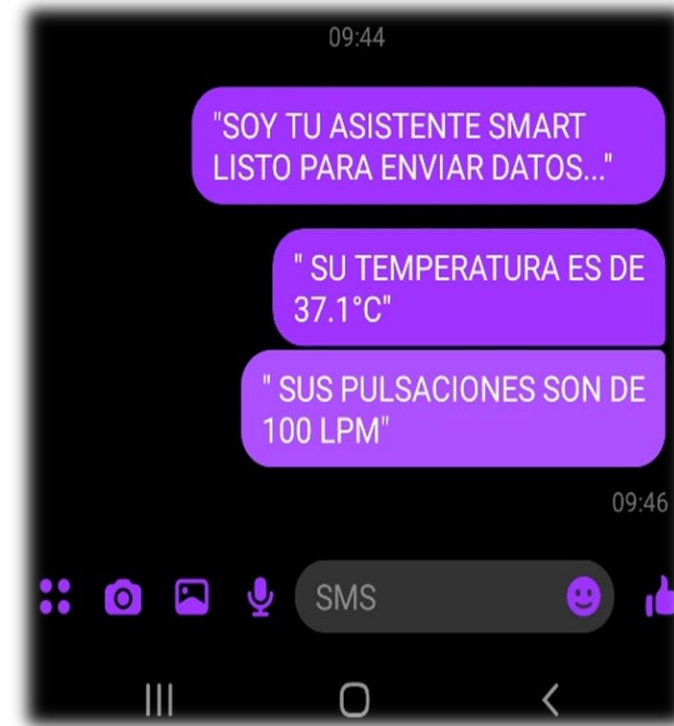 09:44
"SOY TU ASISTENTE SMART
LISTO PARA ENVIAR DATOS..."
" SU TEMPERATURA ES DE
37.1°C"
" SUS PULSACIONES SON DE
100 LPM"
09:46
SMS